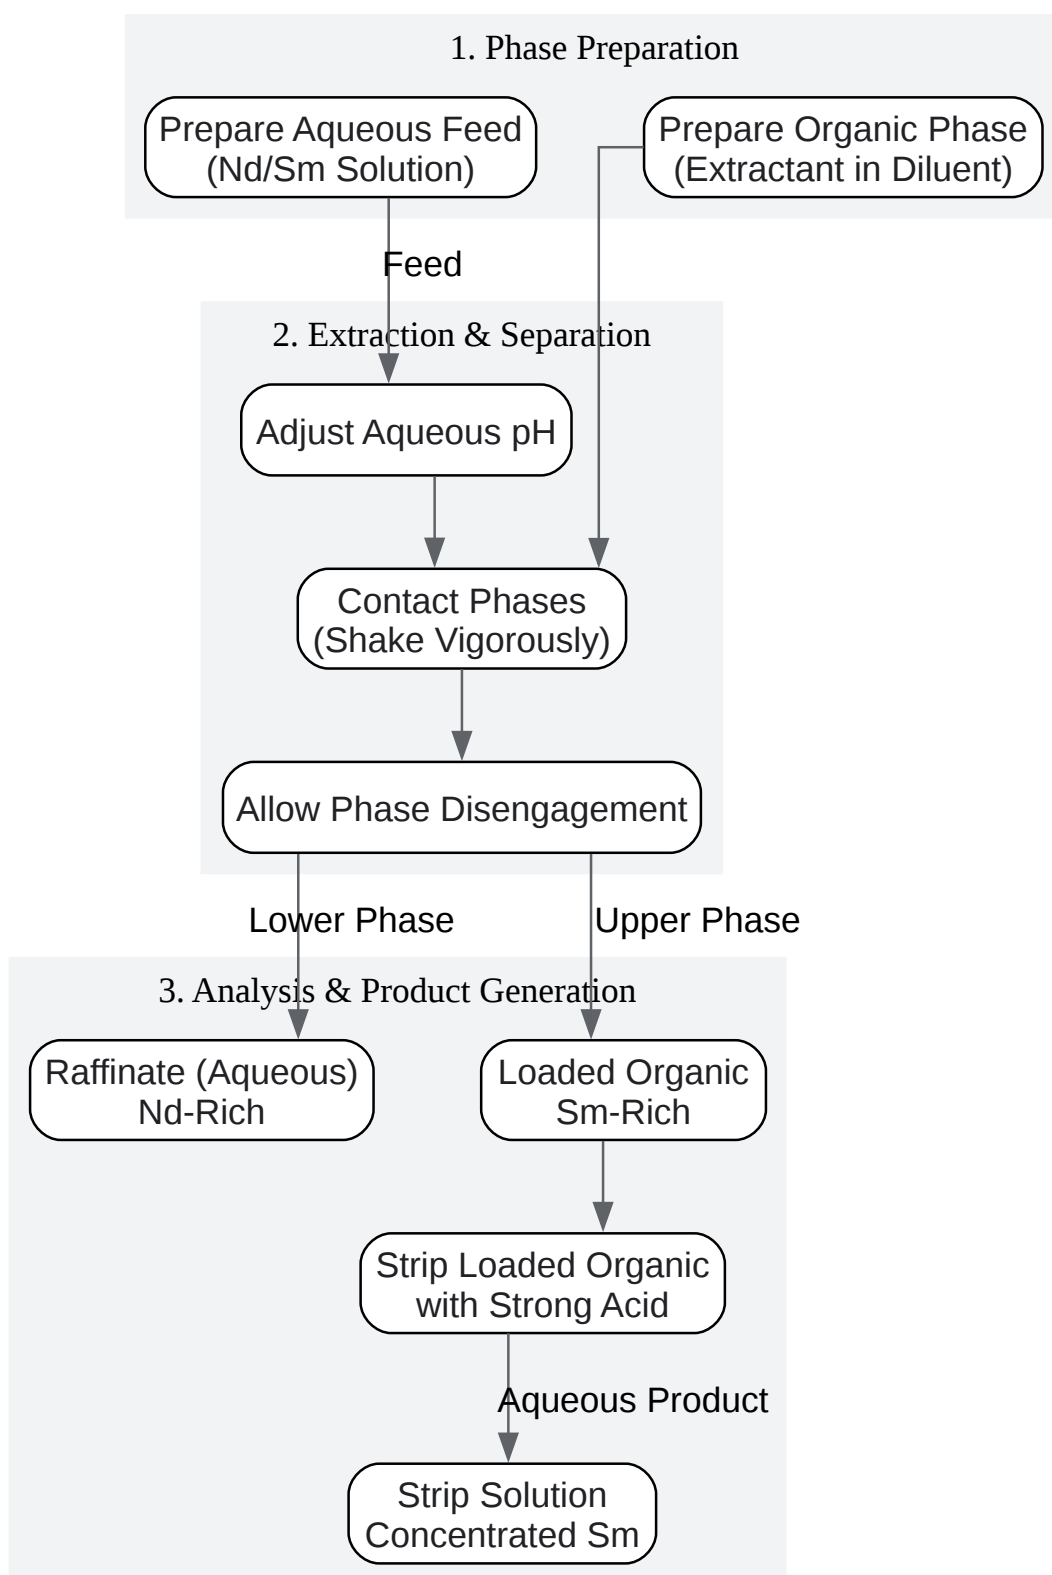 1. Phase Preparation
Prepare Aqueous Feed
(Nd/Sm Solution)
Prepare Organic Phase
(Extractant in Diluent)
Feed
2. Extraction & Separation
Adjust Aqueous pH
Contact Phases
(Shake Vigorously)
Allow Phase Disengagement
Lower Phase
Upper Phase
3. Analysis & Product Generation
Raffinate (Aqueous)
Nd-Rich
Loaded Organic
Sm-Rich
Strip Loaded Organic
with Strong Acid
Aqueous Product
Strip Solution
Concentrated Sm